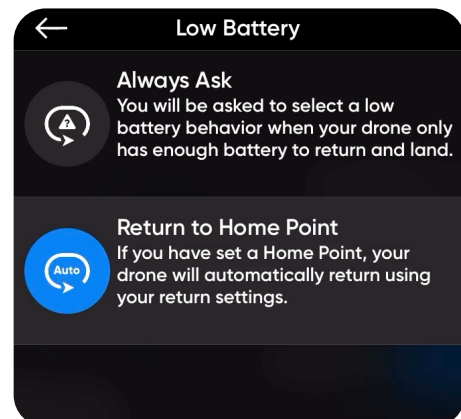 Low Battery
Always Ask
You will be asked to select a low
battery behavior when your drone only
has enough battery to return and land.
Return to Home Point
Auto
If you have set a Home Point, your
drone will automatically return using
your return settings.